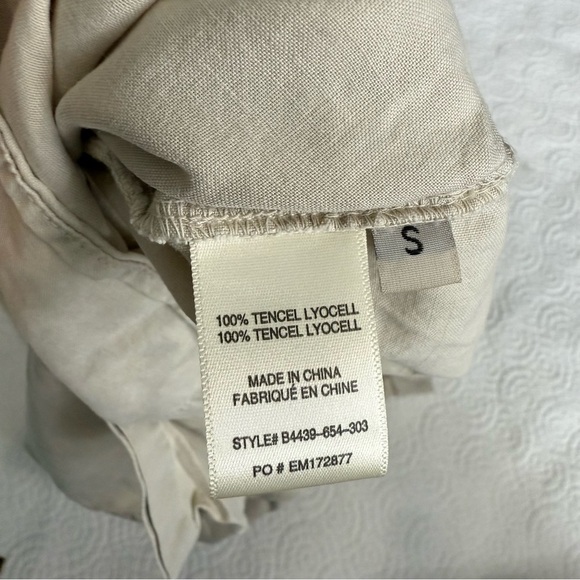 S
100% TENCEL LYOCELL
100% TENCEL LYOCELL
MADE IN CHINA
FABRIQUÉ EN CHINE
STYLE# B4439-654-303
PO # EM172877